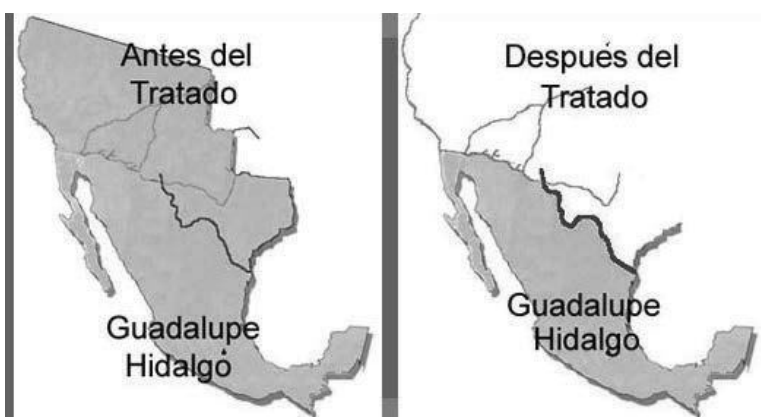 Antes del
Tratado
Guadalupe
Hidalgo
Después del
Tratado
Guadalupe
Hidalgo